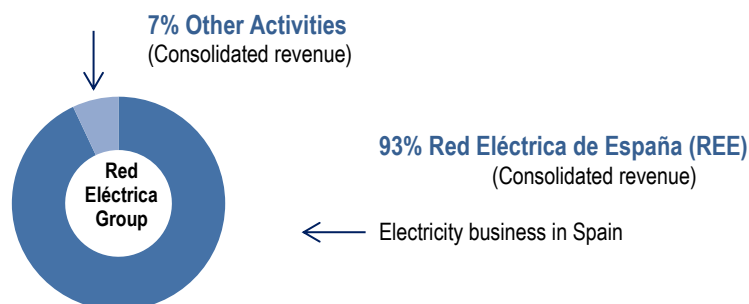 7% Other Activities
(Consolidated revenue)
93% Red Eléctrica de España (REE)
(Consolidated revenue)
Red
Eléctrica
Group
Electricity business in Spain